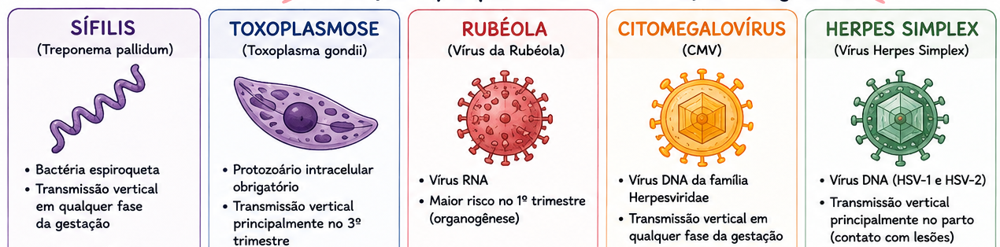 SÍFILIS
(Treponema pallidum)
• Bactéria espiroqueta
• Transmissão vertical
em qualquer fase
da gestação
TOXOPLASMOSE
(Toxoplasma gondii)
• Protozoário intracelular
obrigatório
• Transmissão vertical
principalmente no 3º
trimestre
RUBÉOLA
(Vírus da Rubéola)
• Vírus RNA
• Maior risco no 1º trimestre
(organogênese)
CITOMEGALOVÍRUS
(CMV)
• Vírus DNA da família
Herpesviridae
• Transmissão vertical em
qualquer fase da gestação
HERPES SIMPLEX
(Vírus Herpes Simplex)
• Vírus DNA (HSV-1 e HSV-2)
• Transmissão vertical
principalmente no parto
(contato com lesões)